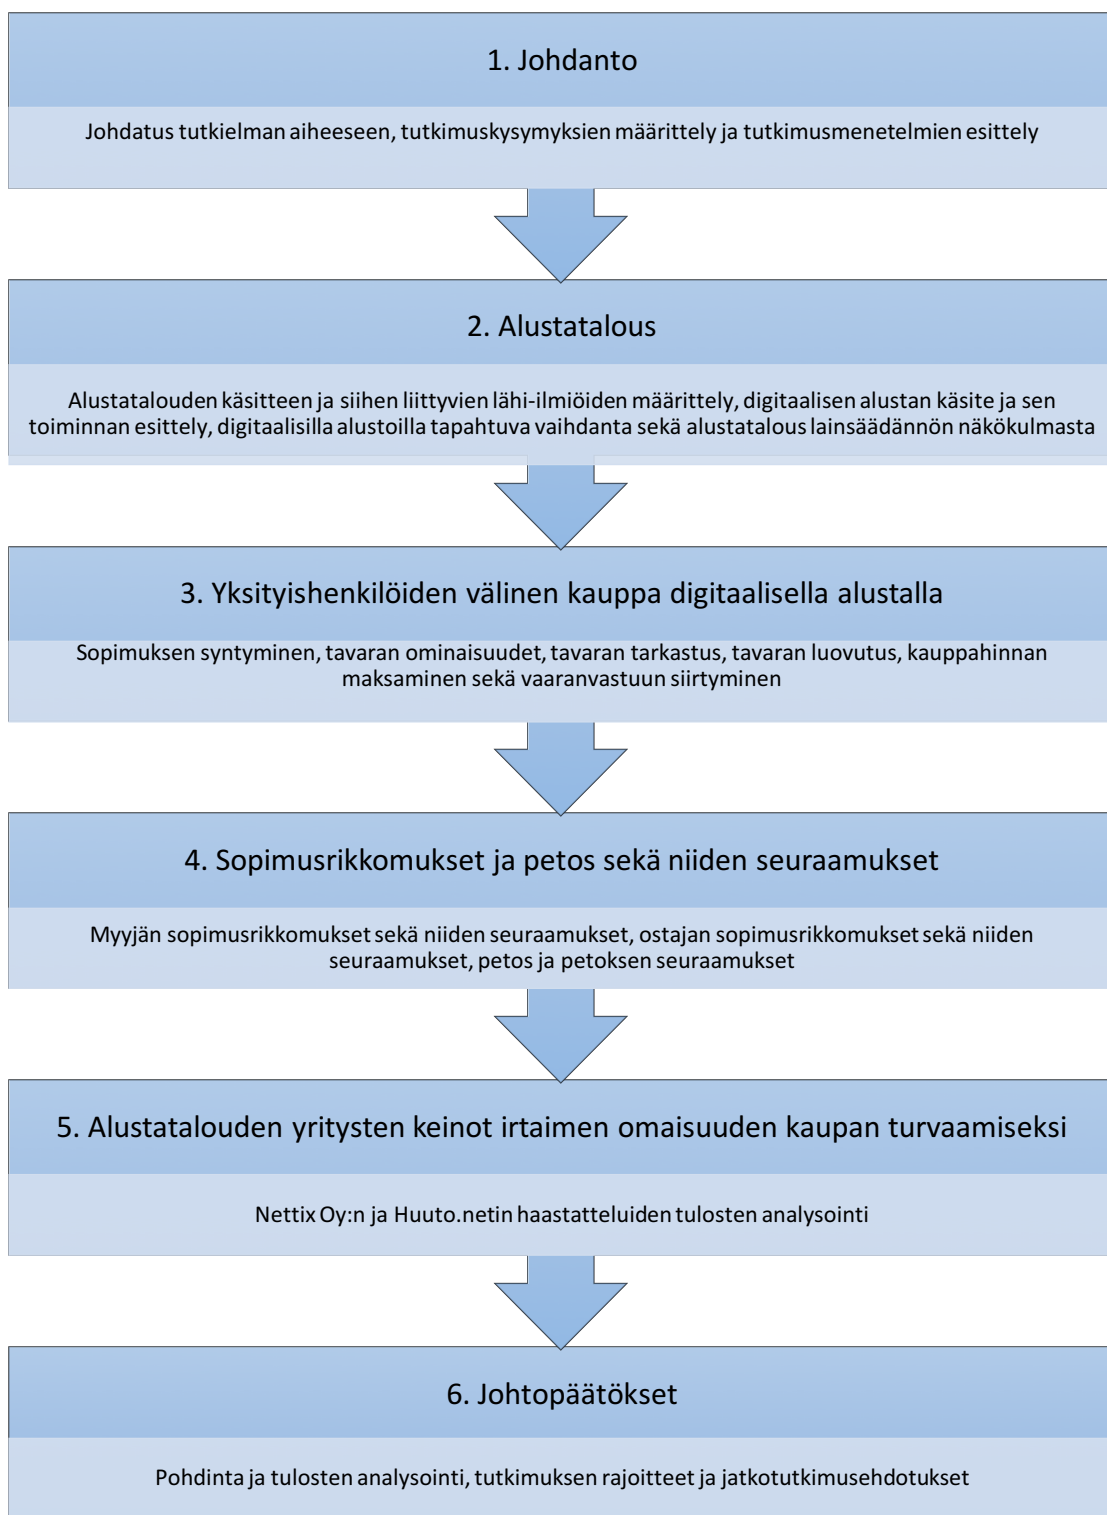 1. Johdanto
Johdatus tutkielman aiheeseen, tutkimuskysymyksien määrittely ja tutkimusmenetelmien esittely
2. Alustatalous
Alustatalouden käsitteen ja siihen liittyvien lähi-ilmiöiden määrittely, digitaalisen alustan käsite ja sen
toiminnan esittely, digitaalisilla alustoilla tapahtuva vaihdanta sekä alustatalous lainsäädännön näkökulmasta
3. Yksityishenkilöiden välinen kauppa digitaalisella alustalla
Sopimuksen syntyminen, tavaran ominaisuudet, tavaran tarkastus, tavaran luovutus, kauppahinnan
maksaminen sekä vaaranvastuun siirtyminen
4. Sopimusrikkomukset ja petos sekä niiden seuraamukset
Myyjän sopimusrikkomukset sekä niiden seuraamukset, ostajan sopimusrikkomukset sekä niiden
seuraamukset, petos ja petoksen seuraamukset
5. Alustatalouden yritysten keinot irtaimen omaisuuden kaupan turvaamiseksi
Nettix Oy:n ja Huuto.netin haastatteluiden tulosten analysointi
6. Johtopäätökset
Pohdinta ja tulosten analysointi, tutkimuksen rajoitteet ja jatkotutkimusehdotukset